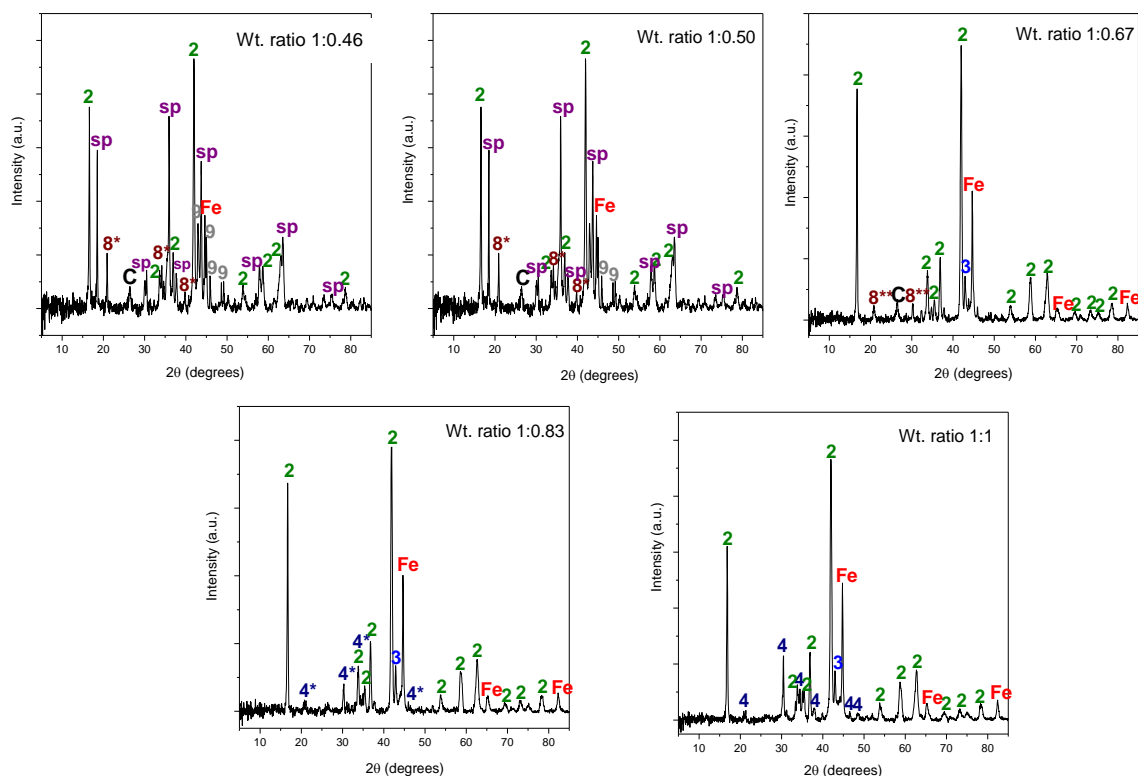 Wt. ratio 1:0.46
2
2
sp
sp
sp
Fe
9
9
8*
8*
2
sp
sp
2
sp
8*
9 9
2
sp
2
2
sp
sp
2
C
Intensity (a.u.)
10 20 30 40 50 60 70 80
2θ (degrees)
Wt. ratio 1:0.50
2
2
sp
sp
sp
Fe
8*
C
sp
2
8*
2
sp
8*
9 9
2
sp
2
2
sp
sp
2
Intensity (a.u.)
10 20 30 40 50 60 70 80
2θ (degrees)
Wt. ratio 1:0.67
2
2
Fe
8**
C
8**
2
2
2
3
2
2
2
Fe
2
2
2
2
Fe
Intensity (a.u.)
10 20 30 40 50 60 70 80
2θ (degrees)
Wt. ratio 1:0.83
2
2
Fe
4*
4*
4*
2
2
2
3
4*
2
2
2
Fe
2
2
2
Fe
Intensity (a.u.)
10 20 30 40 50 60 70 80
2θ (degrees)
Wt. ratio 1:1
2
2
Fe
4
4
2
4
2
2
4
3
4 4
2
2
2
Fe
2
2
2
Fe
Intensity (a.u.)
10 20 30 40 50 60 70 80
2θ (degrees)